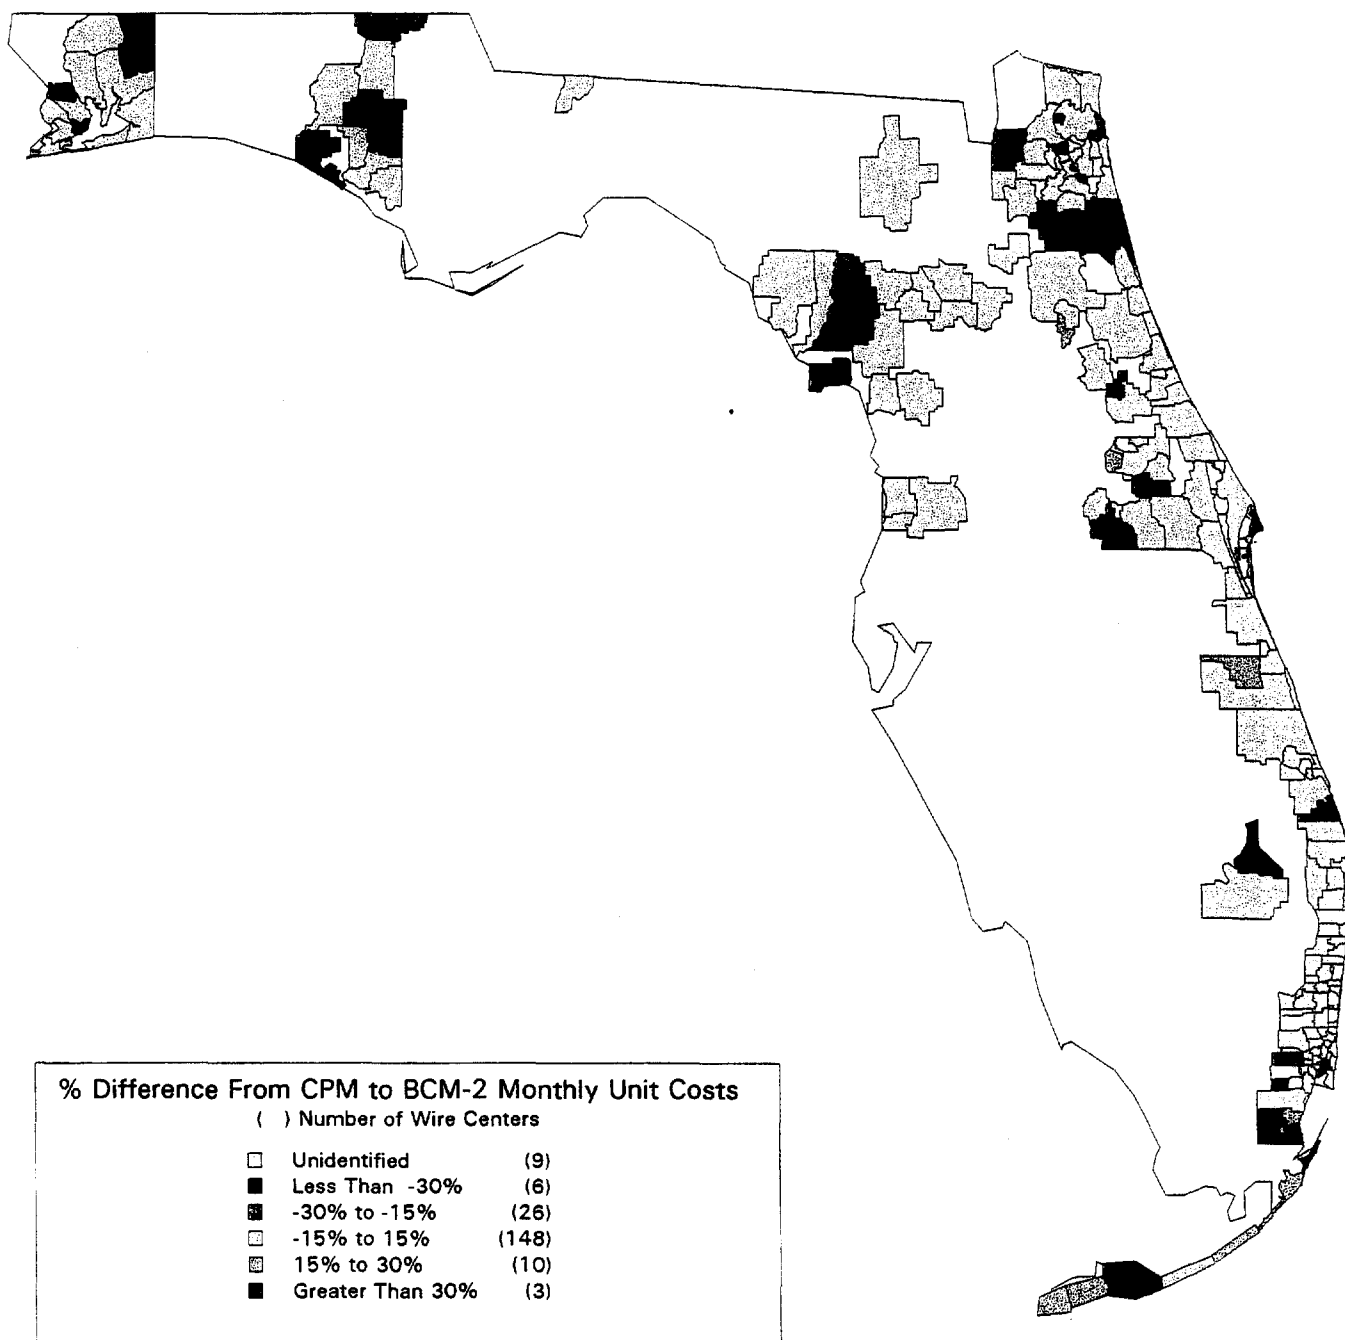 % Difference From CPM to BCM-2 Monthly Unit Costs
( ) Number of Wire Centers
Unidentified (9)
Less Than -30% (6)
-30% to -15% (26)
-15% to 15% (148)
15% to 30% (10)
Greater Than 30% (3)